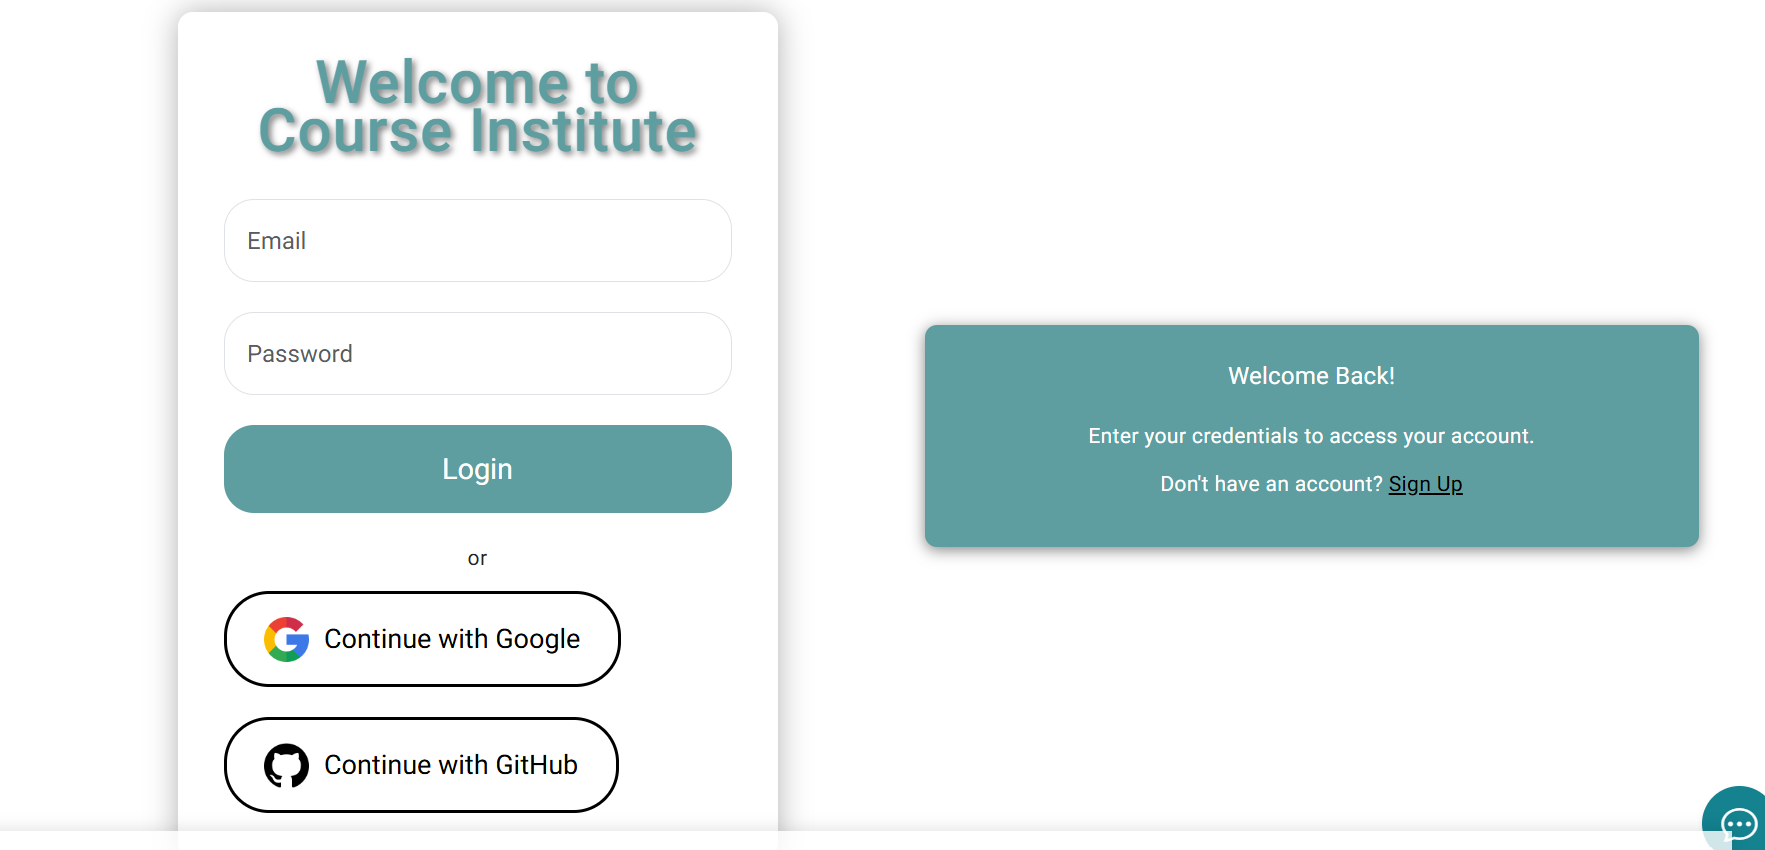 Welcome to
Course Institute
Email
Password
Login
or
Continue with Google
Continue with GitHub
Welcome Back!
Enter your credentials to access your account.
Don't have an account? Sign Up